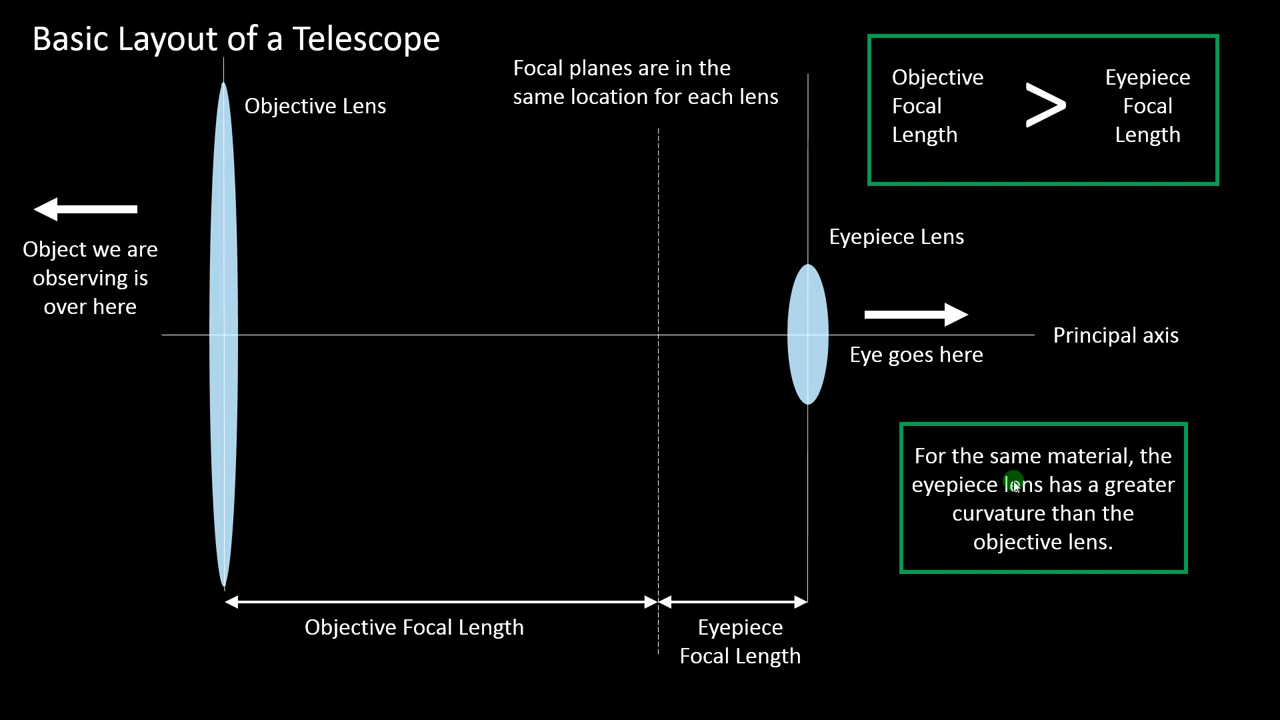 Basic Layout of a Telescope
Focal planes are in the
same location for each lens
Objective Lens
Objective
Focal
Length
>
Eyepiece
Focal
Length
Object we are
observing is
over here
Eyepiece Lens
Eye goes here
Principal axis
For the same material, the
eyepiece lens has a greater
curvature than the
objective lens.
Objective Focal Length
Eyepiece
Focal Length